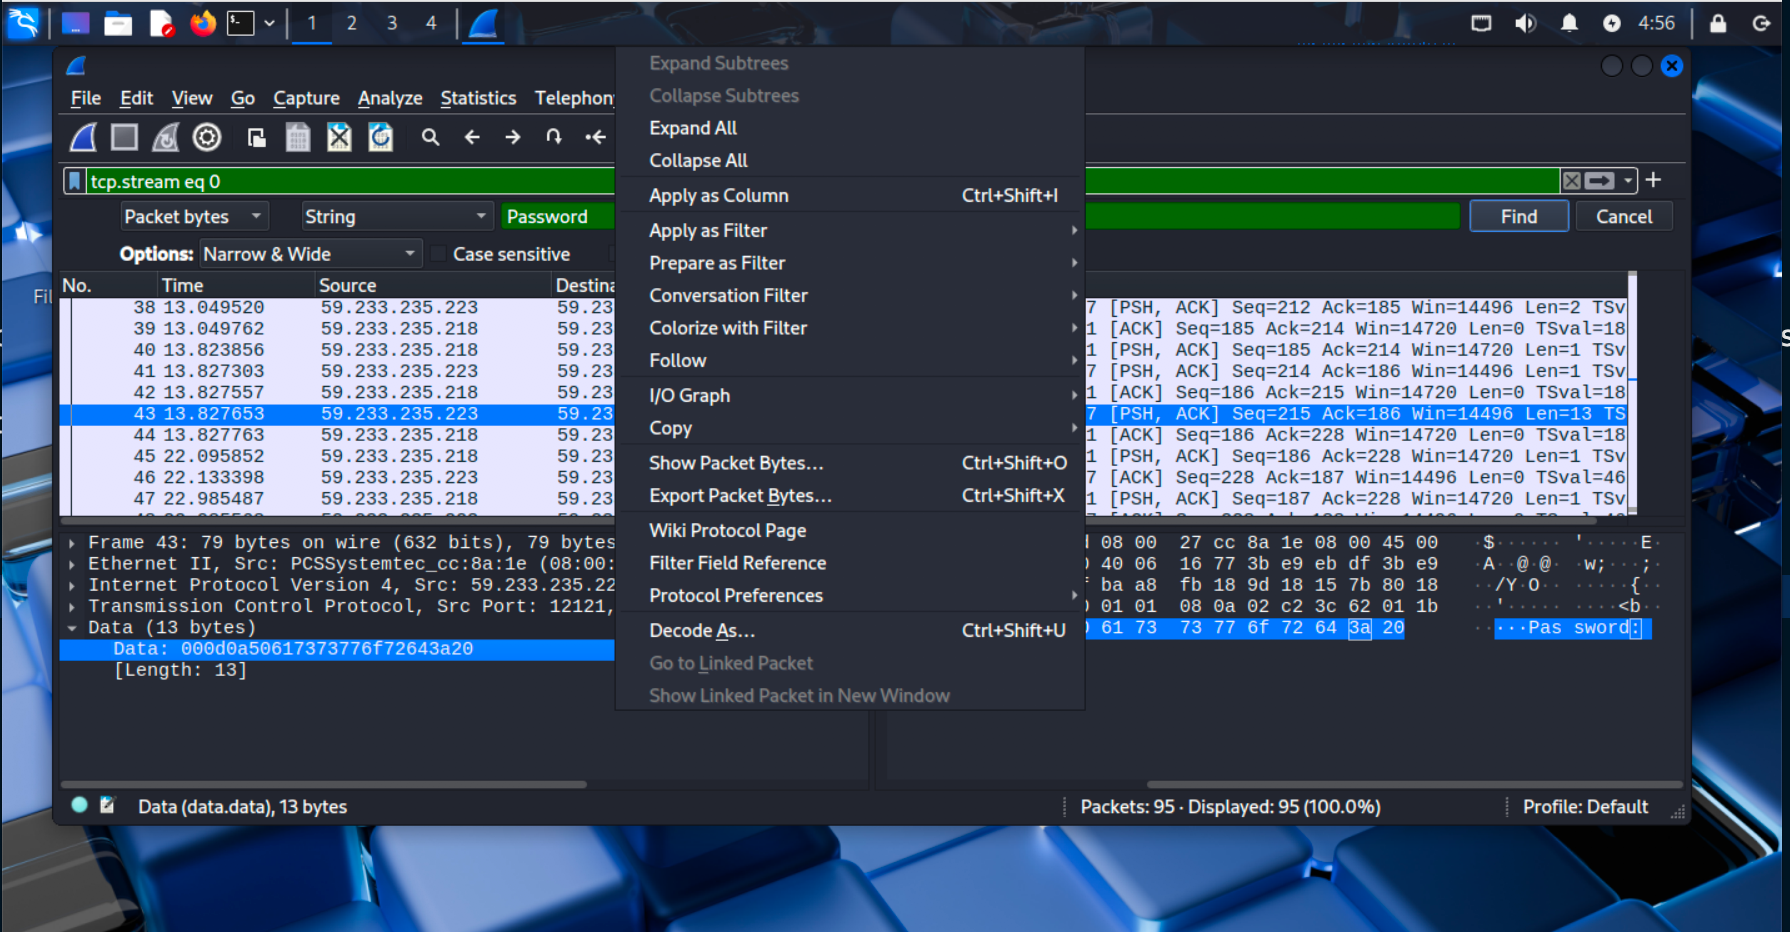 1 2 3 4 4:56
File Edit View Go Capture Analyze Statistics Telephon
tcp.stream eq 0
Packet bytes String Password Find Cancel
Options: Narrow & Wide Case sensitive
No. Time Source Destina
38 13.049520 59.233.235.223 59.23 7 [PSH, ACK] Seq=212 Ack=185 Win=14496 Len=2 TSv
39 13.049762 59.233.235.218 59.23 1 [ACK] Seq=185 Ack=214 Win=14720 Len=0 TSval=18
40 13.823856 59.233.235.218 59.23 1 [PSH, ACK] Seq=185 Ack=214 Win=14720 Len=1 TSv
41 13.827303 59.233.235.223 59.23 7 [PSH, ACK] Seq=214 Ack=186 Win=14496 Len=1 TSv
42 13.827557 59.233.235.218 59.23 1 [ACK] Seq=186 Ack=215 Win=14720 Len=0 TSval=18
43 13.827653 59.233.235.223 59.23 7 [PSH, ACK] Seq=215 Ack=186 Win=14496 Len=13 TS
44 13.827763 59.233.235.218 59.23 1 [ACK] Seq=186 Ack=228 Win=14720 Len=0 TSval=18
45 22.095852 59.233.235.218 59.23 1 [PSH, ACK] Seq=186 Ack=228 Win=14720 Len=1 TSv
46 22.133398 59.233.235.223 59.23 7 [ACK] Seq=228 Ack=187 Win=14496 Len=0 TSval=46
47 22.985487 59.233.235.218 59.23 1 [PSH, ACK] Seq=187 Ack=228 Win=14720 Len=1 TSv
Expand Subtrees
Collapse Subtrees
Expand All
Collapse All
Apply as Column Ctrl+Shift+I
Apply as Filter
Prepare as Filter
Conversation Filter
Colorize with Filter
Follow
I/O Graph
Copy
Show Packet Bytes... Ctrl+Shift+O
Export Packet Bytes... Ctrl+Shift+X
Wiki Protocol Page
Filter Field Reference
Protocol Preferences
Decode As... Ctrl+Shift+U
Go to Linked Packet
Show Linked Packet in New Window
Frame 43: 79 bytes on wire (632 bits), 79 bytes
Ethernet II, Src: PCSSystemtec_cc:8a:1e (08:00:
Internet Protocol Version 4, Src: 59.233.235.22
Transmission Control Protocol, Src Port: 12121,
Data (13 bytes)
Data: 000d0a50617373776f72643a20
[Length: 13]
08 00 27 cc 8a 1e 08 00 45 00 ·$······ '·····E·
40 06 16 77 3b e9 eb df 3b e9 A··@·@· ·w;···;·
ba a8 fb 18 9d 18 15 7b 80 18 ·/Y·O·· ·····{··
01 01 08 0a 02 c2 3c 62 01 1b ··'····· ····<b··
61 73 73 77 6f 72 64 3a 20 ·····Pas sword:
Data (data.data), 13 bytes Packets: 95 · Displayed: 95 (100.0%) Profile: Default